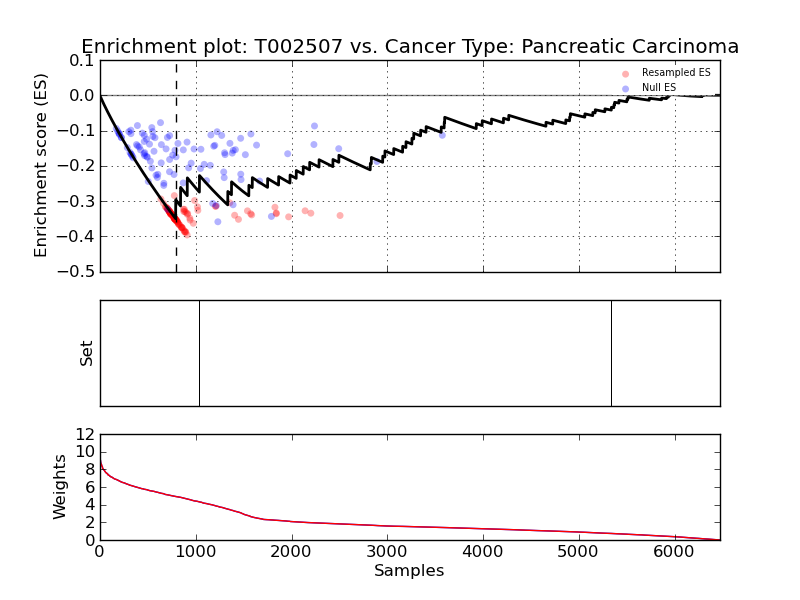 Enrichment plot: T002507 vs. Cancer Type: Pancreatic Carcinoma
0.1
0.0
−0.1
−0.2
−0.3
−0.4
−0.5
Enrichment score (ES)
Resampled ES
Null ES
Set
12
10
8
6
4
2
0
Weights
0 1000 2000 3000 4000 5000 6000
Samples